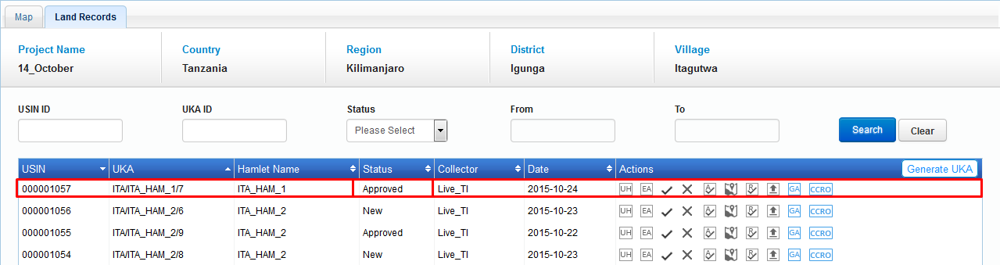 Map Land Records
Project Name Country Region District Village
14_October Tanzania Kilimanjaro Igunga Itagutwa
USIN ID UKA ID Status From To
Please Select Search Clear
USIN UKA Hamlet Name Status Collector Date Actions Generate UKA
000001057 ITA/ITA_HAM_1/7 ITA_HAM_1 Approved Live_TI 2015-10-24 UH EA A R GA CCRO
000001056 ITA/ITA_HAM_2/6 ITA_HAM_2 New Live_TI 2015-10-23 UH EA A R GA CCRO
000001055 ITA/ITA_HAM_2/9 ITA_HAM_2 Approved Live_TI 2015-10-22 UH EA A R GA CCRO
000001054 ITA/ITA_HAM_2/8 ITA_HAM_2 New Live_TI 2015-10-23 UH EA A R GA CCRO